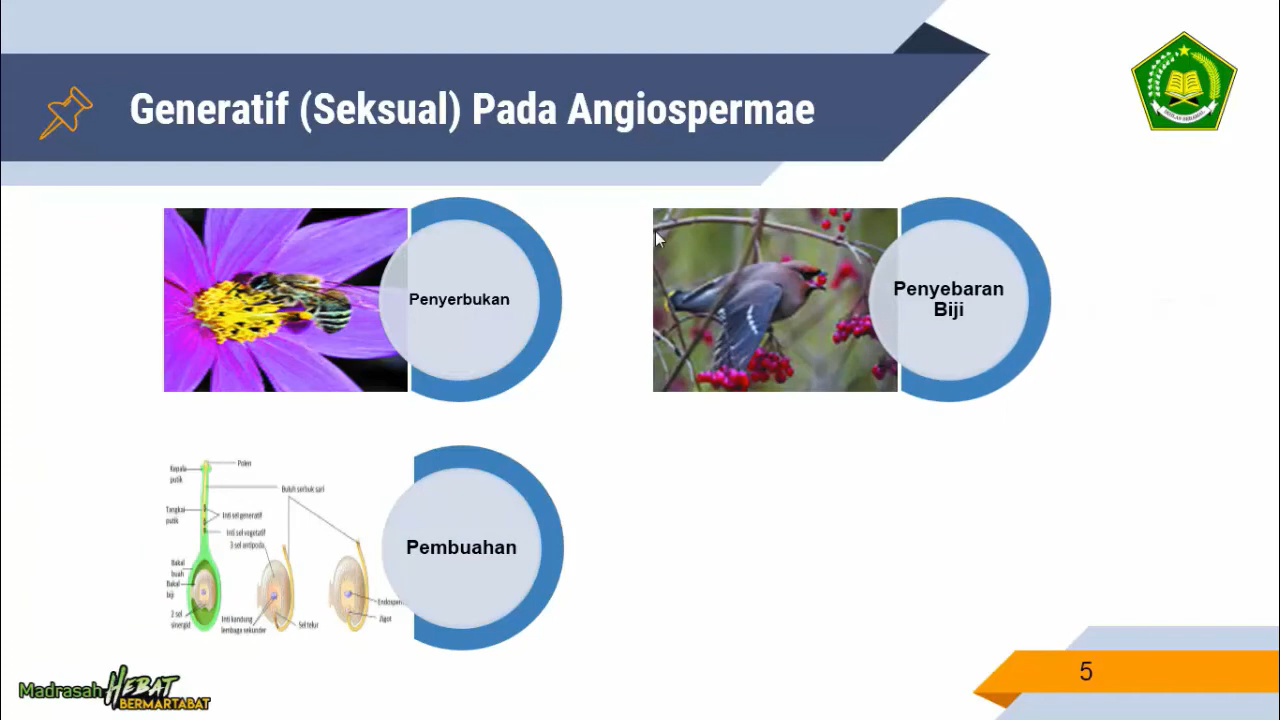 Generatif (Seksual) Pada Angiospermae
Penyerbukan
Penyebaran
Biji
Kepala
putik
Polen
Buluh serbuk sari
Tangkai
putik
Inti sel generatif
Inti sel vegetatif
3 sel antipoda
Bakal
buah
Bakal
biji
2 sel
sinergid
Inti kandung
lembaga sekunder
Sel telur
Zigot
Pembuahan
Madrasah HEBAT
BERMARTABAT
5